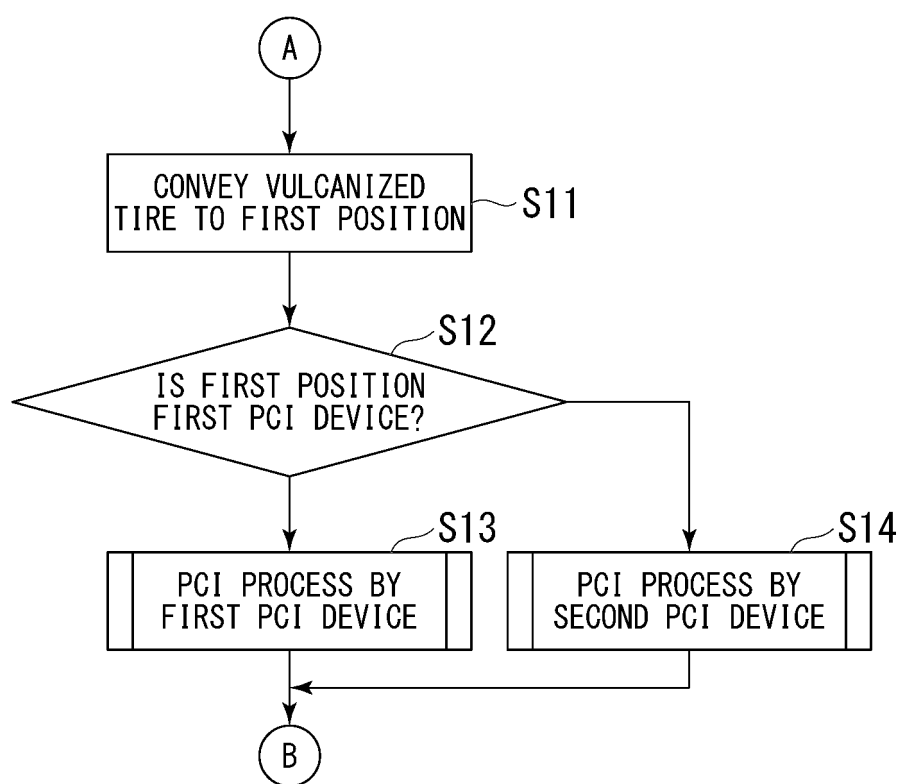 A
CONVEY VULCANIZED
TIRE TO FIRST POSITION
S11
S12
IS FIRST POSITION
FIRST PCI DEVICE?
S13
S14
PCI PROCESS BY
FIRST PCI DEVICE
PCI PROCESS BY
SECOND PCI DEVICE
B